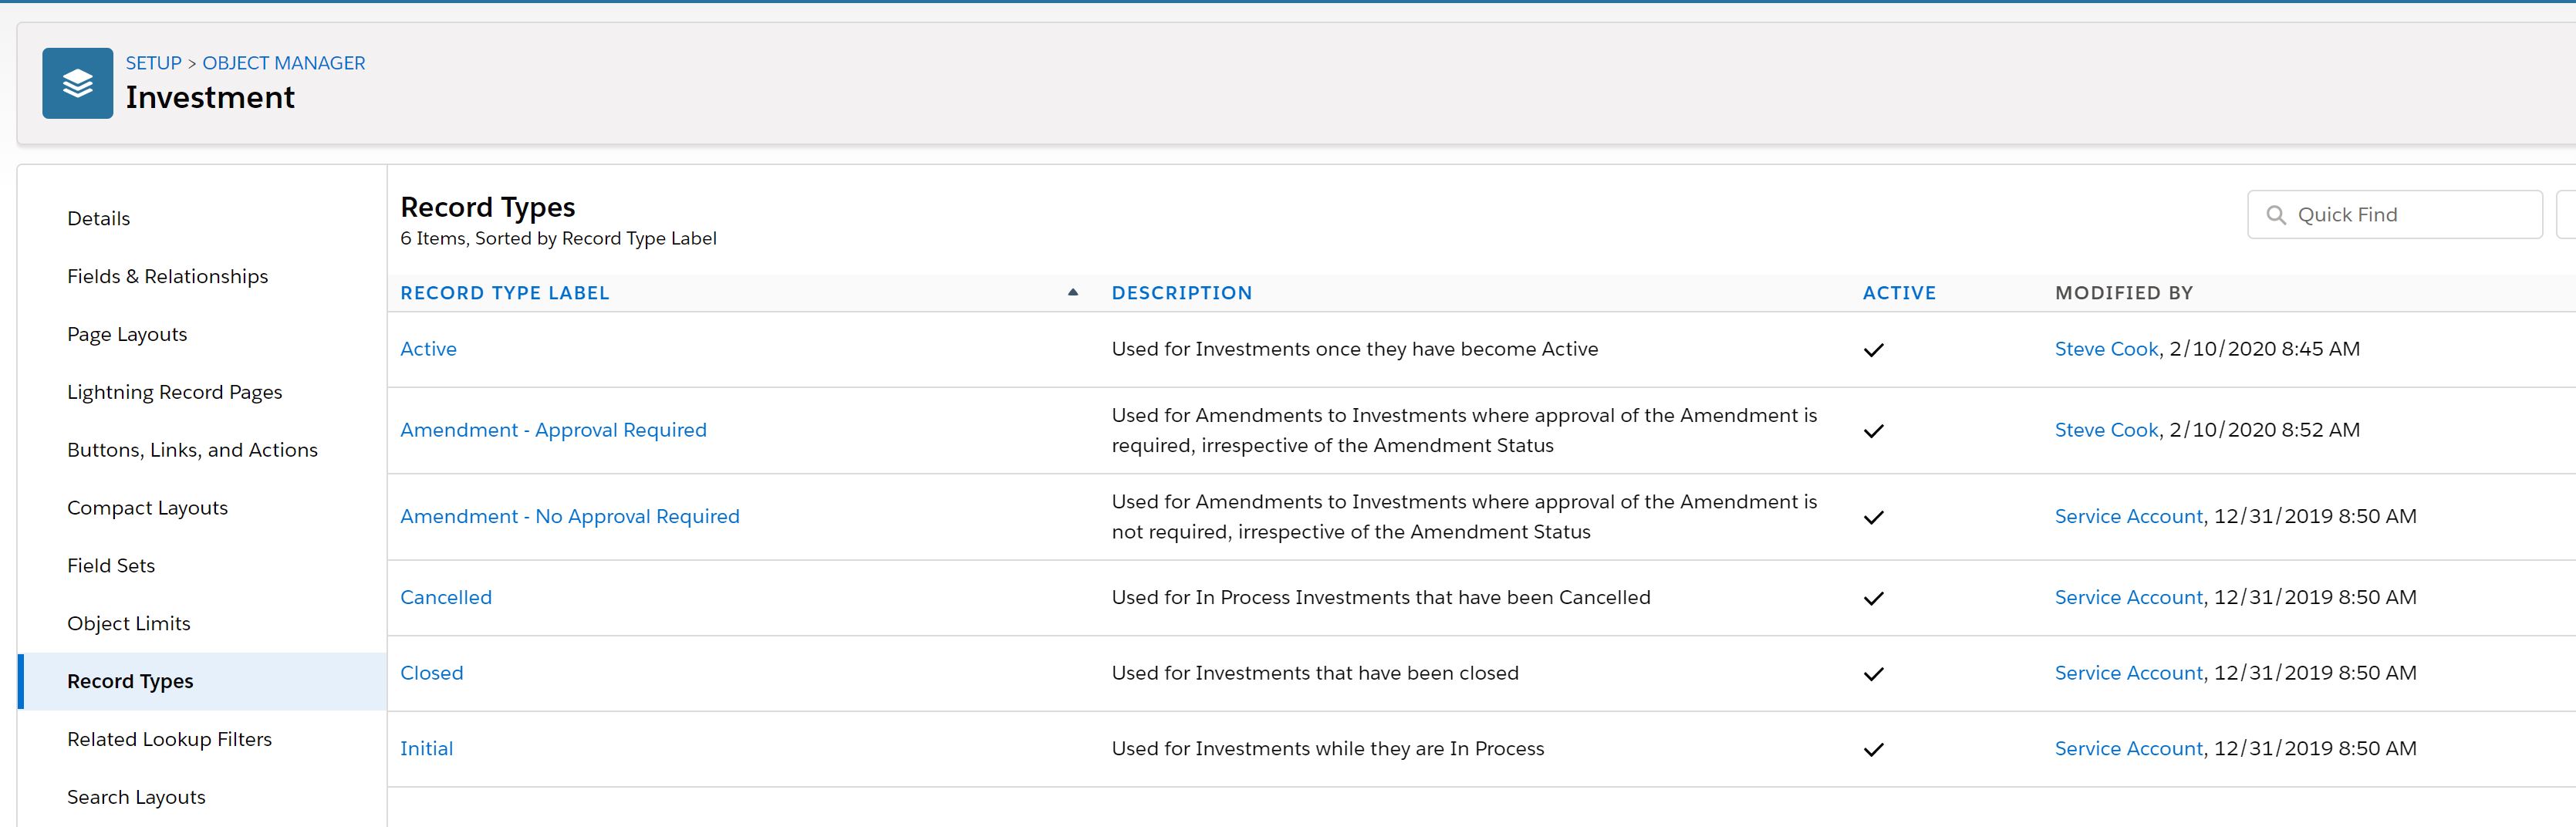 SETUP > OBJECT MANAGER
Investment
Details
Fields & Relationships
Page Layouts
Lightning Record Pages
Buttons, Links, and Actions
Compact Layouts
Field Sets
Object Limits
Record Types
Related Lookup Filters
Search Layouts
Record Types
6 Items, Sorted by Record Type Label
Quick Find
RECORD TYPE LABEL DESCRIPTION ACTIVE MODIFIED BY
Active Used for Investments once they have become Active Steve Cook, 2/10/2020 8:45 AM
Amendment - Approval Required Used for Amendments to Investments where approval of the Amendment is
required, irrespective of the Amendment Status Steve Cook, 2/10/2020 8:52 AM
Amendment - No Approval Required Used for Amendments to Investments where approval of the Amendment is
not required, irrespective of the Amendment Status Service Account, 12/31/2019 8:50 AM
Cancelled Used for In Process Investments that have been Cancelled Service Account, 12/31/2019 8:50 AM
Closed Used for Investments that have been closed Service Account, 12/31/2019 8:50 AM
Initial Used for Investments while they are In Process Service Account, 12/31/2019 8:50 AM